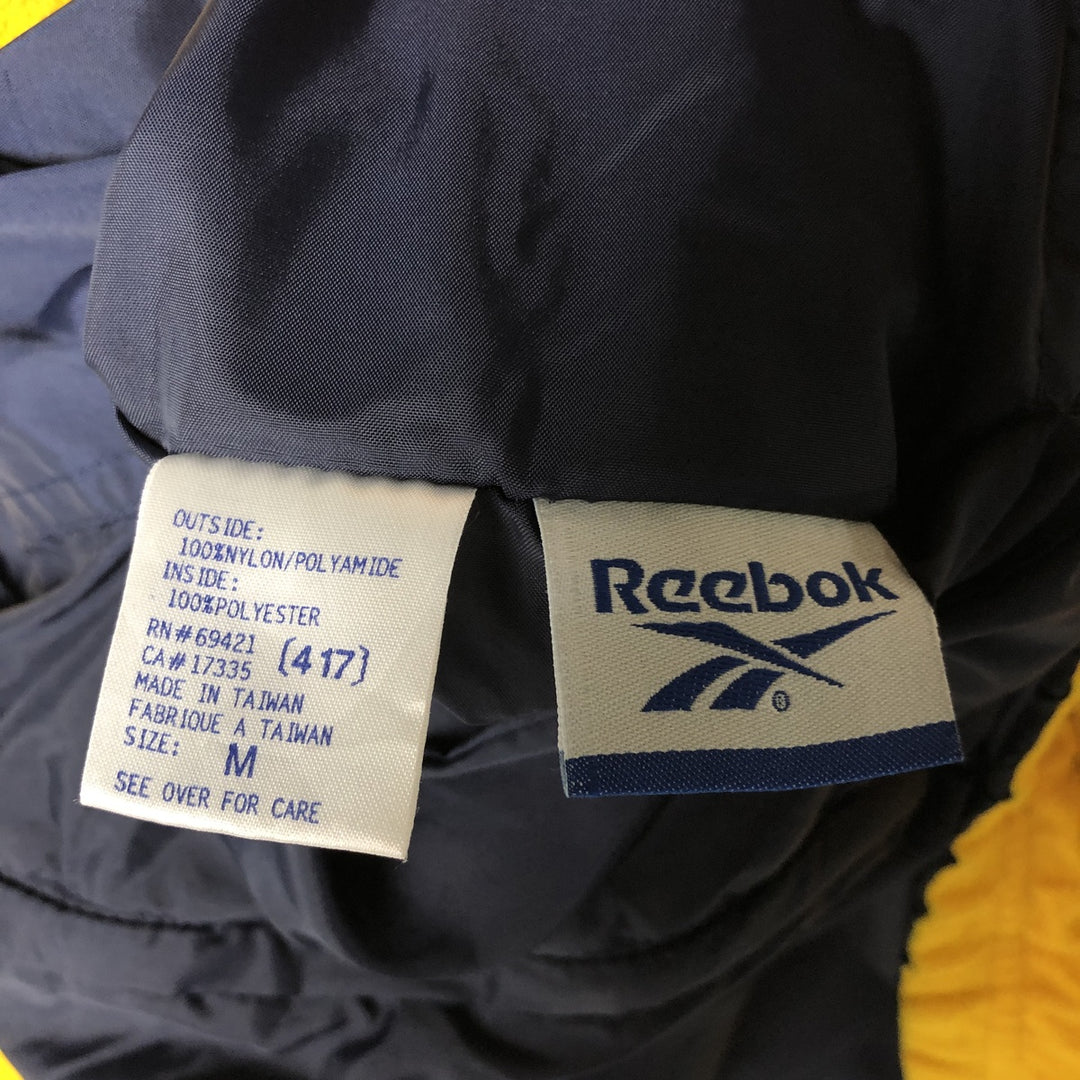 OUTSIDE:
100%NYLON/POLYAMIDE
INSIDE:
100%POLYESTER
RN#69421
CA#17335 (417)
MADE IN TAIWAN
FABRIQUE A TAIWAN
SIZE: M
SEE OVER FOR CARE
Reebok
®